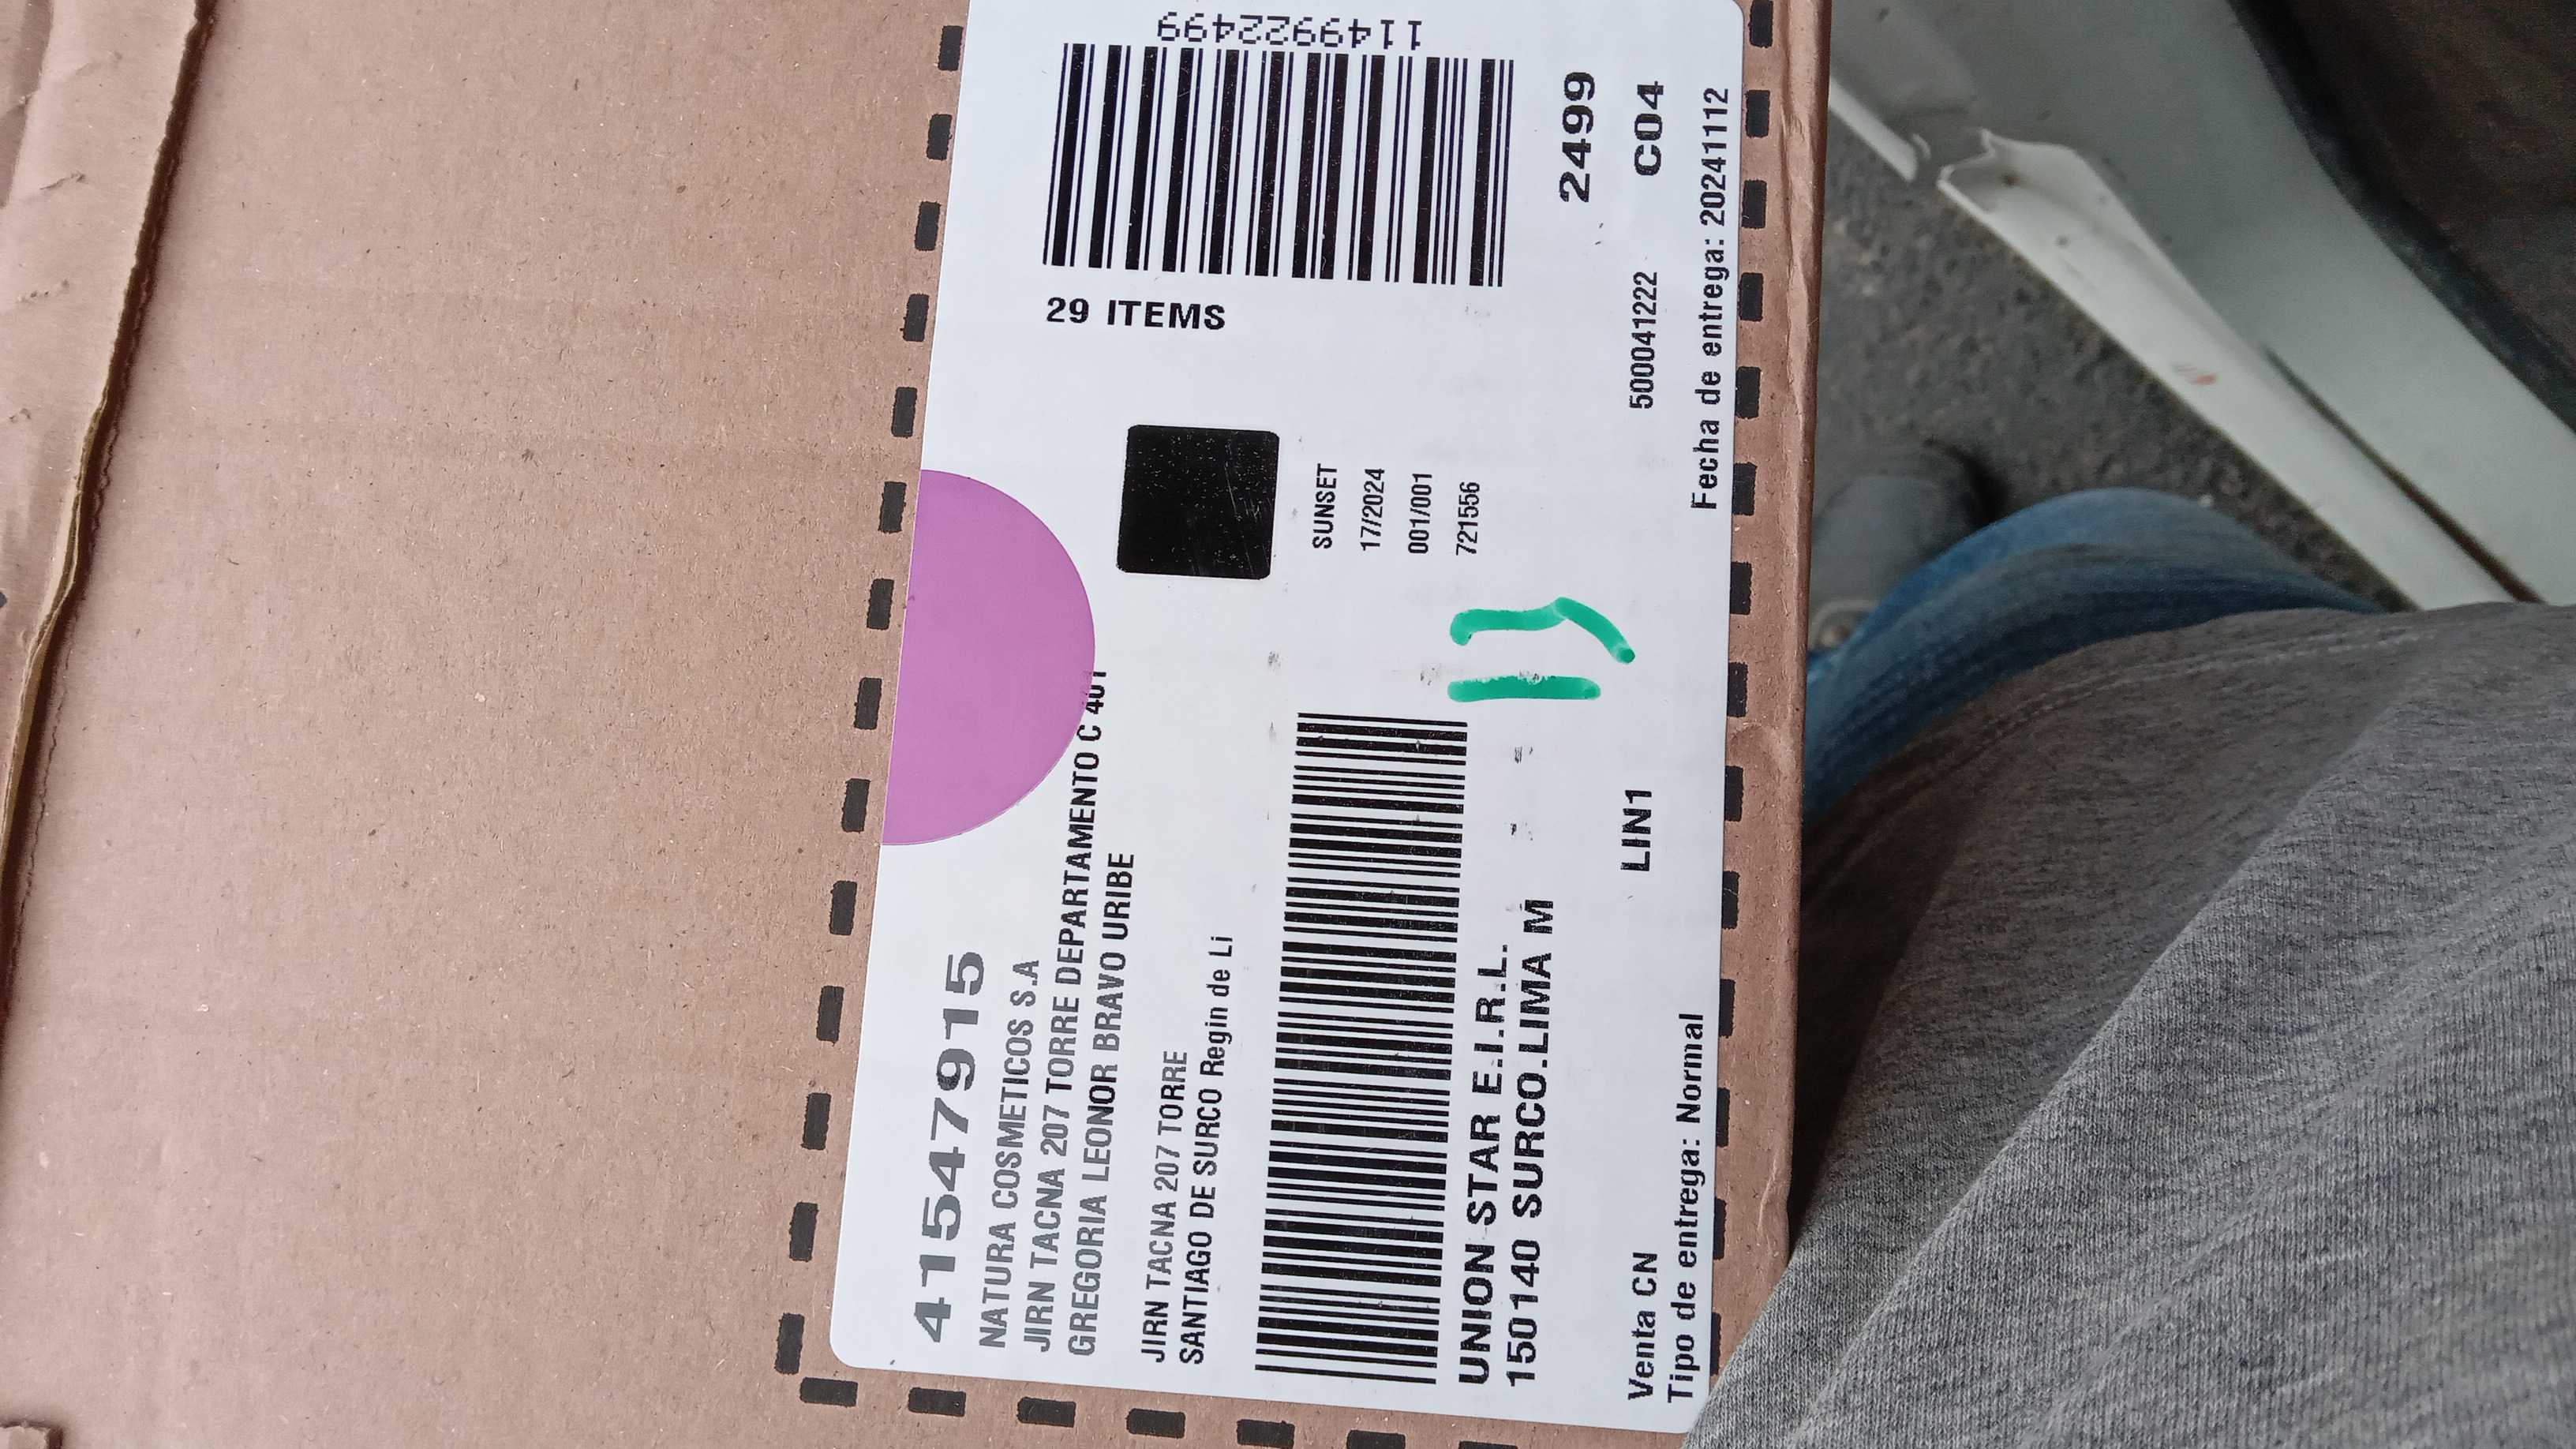 41547915
NATURA COSMETICOS S.A
JIRN TACNA 207 TORRE DEPARTAMENTO C 401
GREGORIA LEONOR BRAVO URIBE
JIRN TACNA 207 TORRE
SANTIAGO DE SURCO Regin de Li
29 ITEMS
1149922499
SUNSET
17/2024
001/001
721556
UNION STAR E.I.R.L.
150140 SURCO.LIMA M
2499
Venta CN
LIN1
500041222
C04
Tipo de entrega: Normal
Fecha de entrega: 20241112